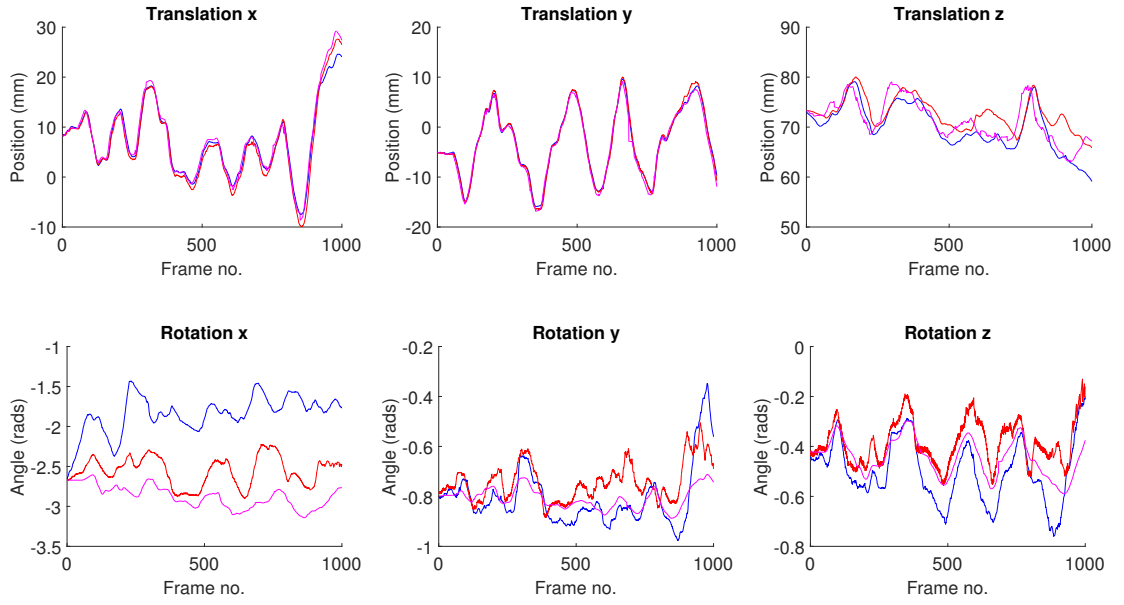 Translation x
Translation y
Translation z
Position (mm)
30
20
10
0
-10
0
500
1000
Frame no.
Position (mm)
20
10
0
-10
-20
0
500
1000
Frame no.
Position (mm)
90
80
70
60
50
0
500
1000
Frame no.
Rotation x
Rotation y
Rotation z
Angle (rads)
-1
-1.5
-2
-2.5
-3
-3.5
0
500
1000
Frame no.
Angle (rads)
-0.2
-0.4
-0.6
-0.8
-1
0
500
1000
Frame no.
Angle (rads)
0
-0.2
-0.4
-0.6
-0.8
0
500
1000
Frame no.